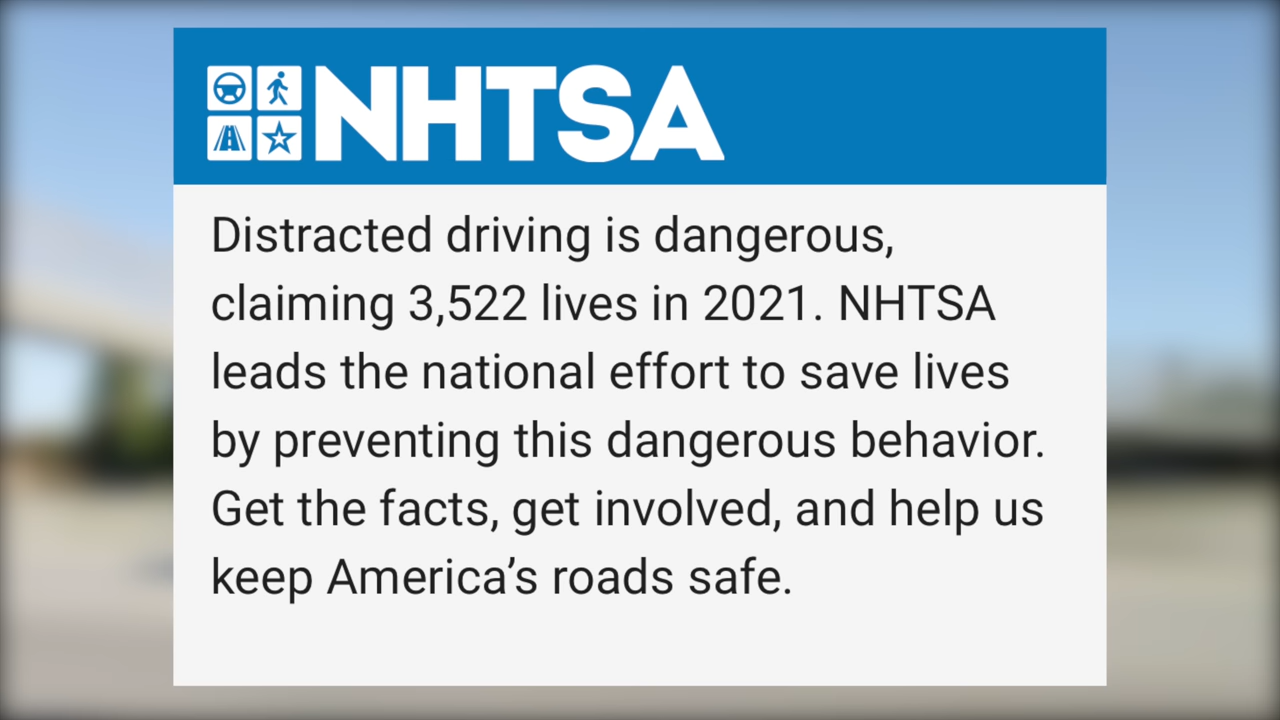 NHTSA
Distracted driving is dangerous,
claiming 3,522 lives in 2021. NHTSA
leads the national effort to save lives
by preventing this dangerous behavior.
Get the facts, get involved, and help us
keep America’s roads safe.